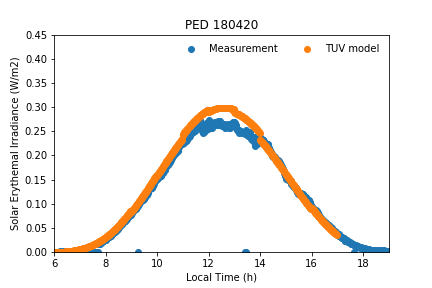 PED 180420
Measurement
TUV model
Solar Erythemal Irradiance (W/m2)
0.45
0.40
0.35
0.30
0.25
0.20
0.15
0.10
0.05
0.00
6 8 10 12 14 16 18
Local Time (h)